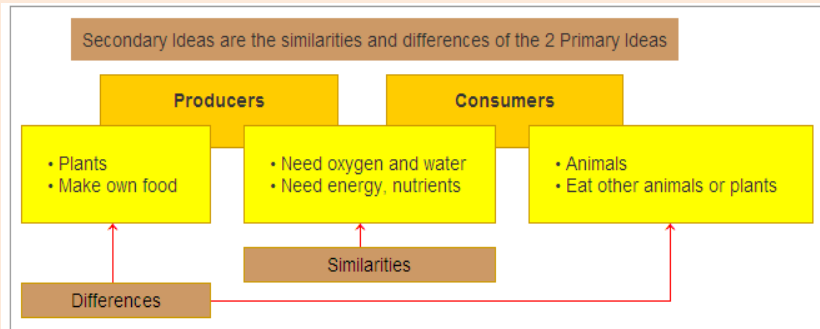 Secondary Ideas are the similarities and differences of the 2 Primary Ideas
Producers
Consumers
• Plants
• Make own food
• Need oxygen and water
• Need energy, nutrients
• Animals
• Eat other animals or plants
Similarities
Differences